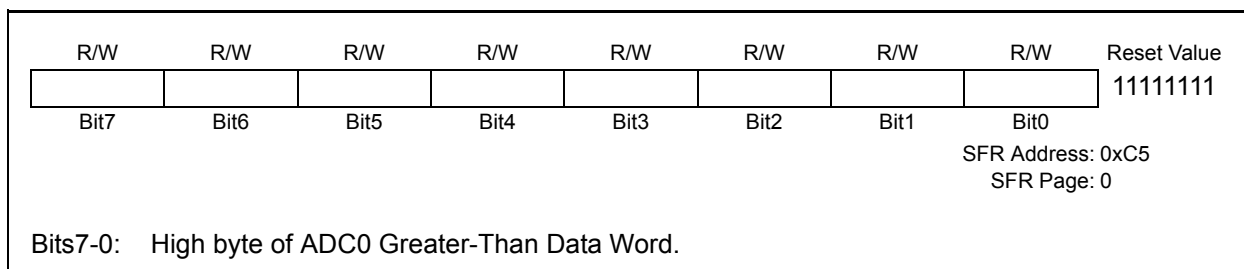 R/W R/W R/W R/W R/W R/W R/W R/W Reset Value
11111111
Bit7 Bit6 Bit5 Bit4 Bit3 Bit2 Bit1 Bit0
SFR Address: 0xC5
SFR Page: 0
Bits7-0: High byte of ADC0 Greater-Than Data Word.